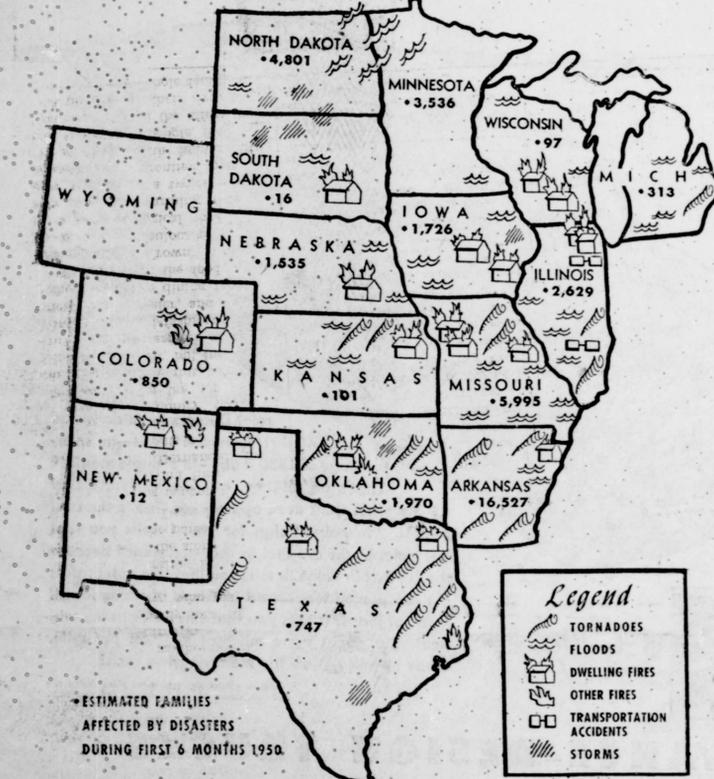 NORTH DAKOTA
•4,801
MINNESOTA
•3,536
WISCONSIN
•97
MICH
•313
SOUTH
DAKOTA
•16
WYOMING
IOWA
•1,726
NEBRASKA
•1,535
ILLINOIS
•2,629
COLORADO
•850
KANSAS
•101
MISSOURI
•5,995
NEW MEXICO
•12
OKLAHOMA
•1,970
ARKANSAS
•16,527
TEXAS
•747
Legend
TORNADOES
FLOODS
DWELLING FIRES
OTHER FIRES
TRANSPORTATION
ACCIDENTS
STORMS
•ESTIMATED FAMILIES
AFFECTED BY DISASTERS
DURING FIRST 6 MONTHS 1950